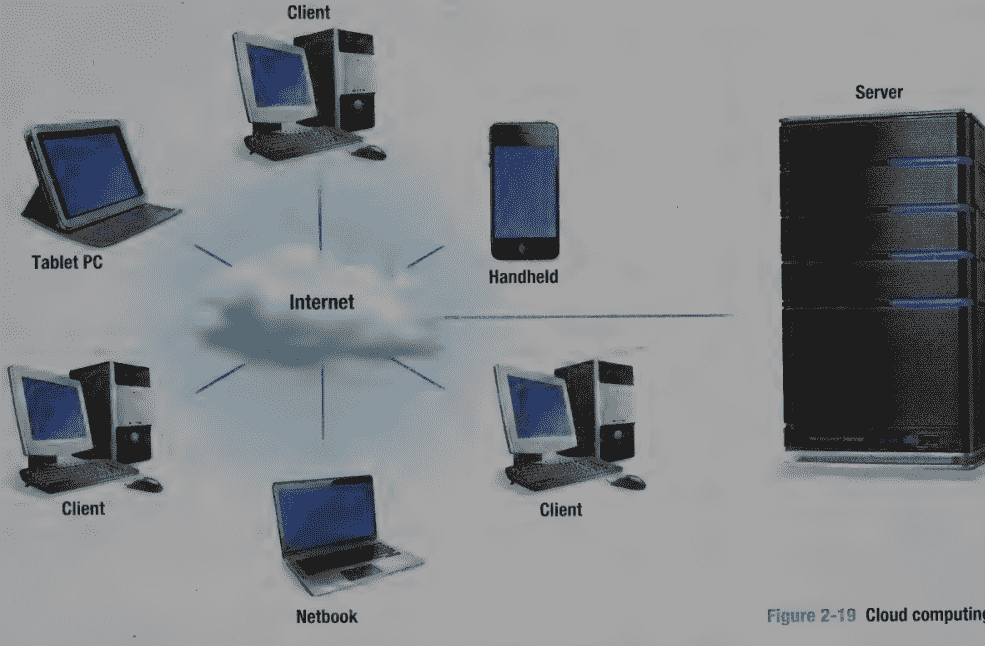 Client
Server
Tablet PC
Handheld
Internet
Client
Client
Netbook
Figure 2-19 Cloud computing